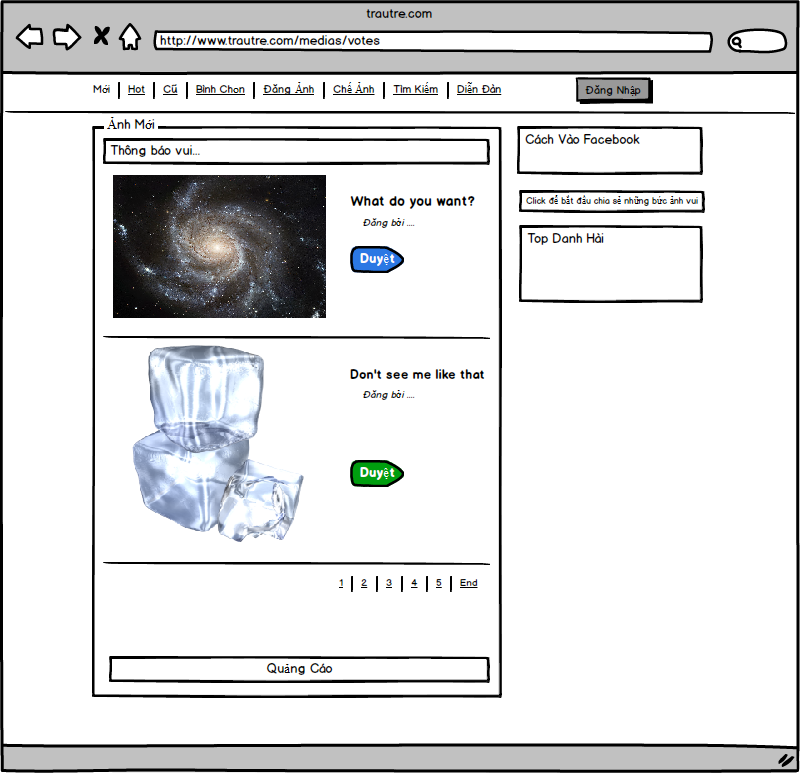 trautre.com
http://www.trautre.com/medias/votes
Mới Hot Cũ Bình Chọn Đăng Ảnh Chế Ảnh Tìm Kiếm Diễn Đàn Đăng Nhập
Ảnh Mới
Thông báo vui...
What do you want?
Đăng bài ....
Duyệt
Don't see me like that
Đăng bài ....
Duyệt
1 2 3 4 5 End
Quảng Cáo
Cách Vào Facebook
Click để bắt đầu chia sẻ những bức ảnh vui
Top Danh Hài